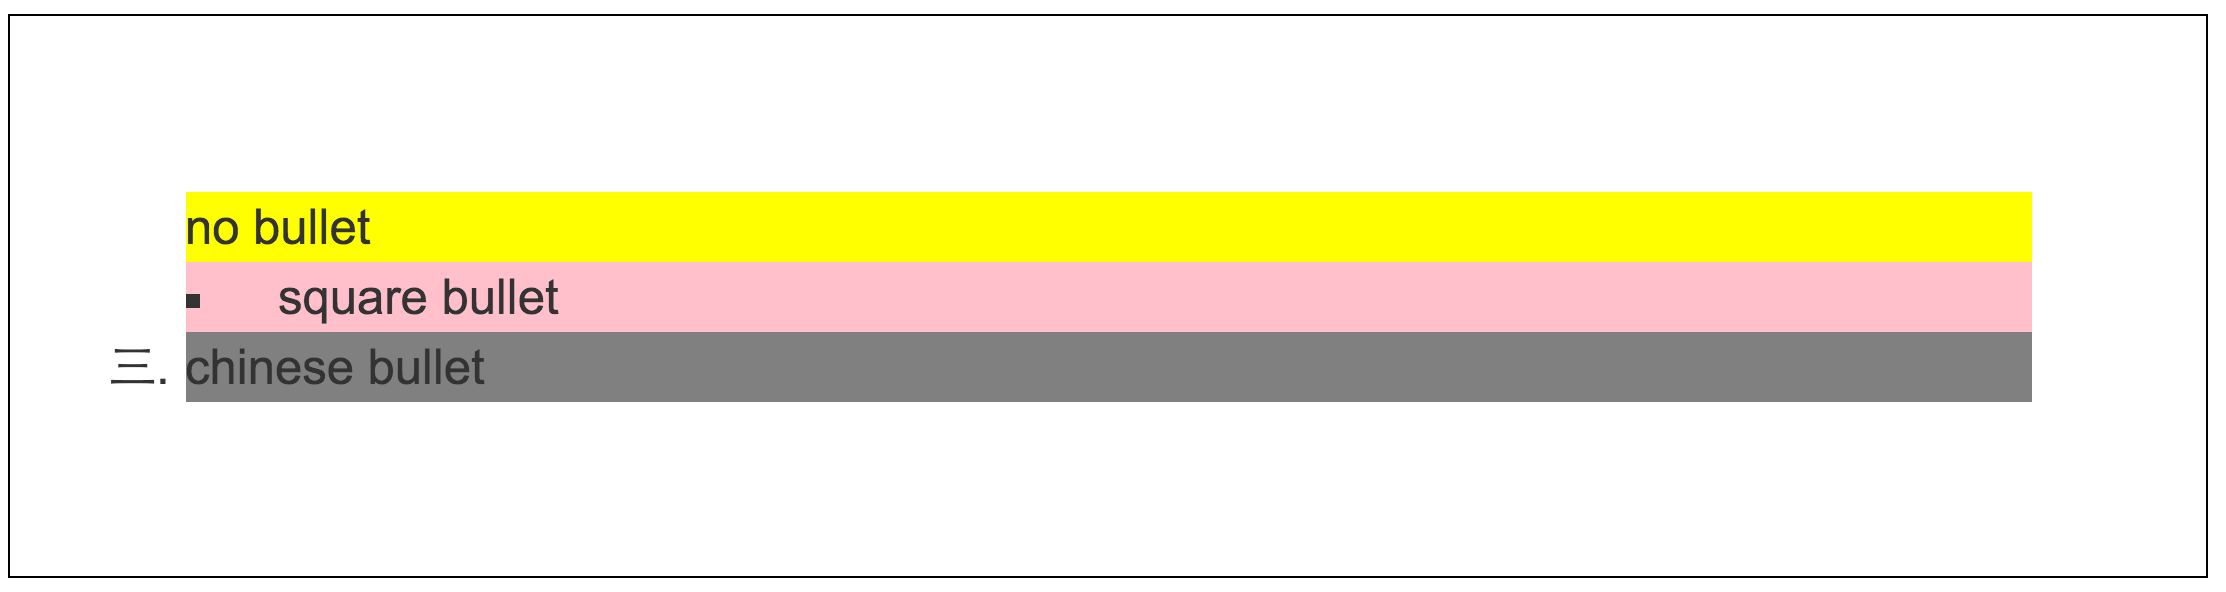 no bullet
▪ square bullet
三. chinese bullet